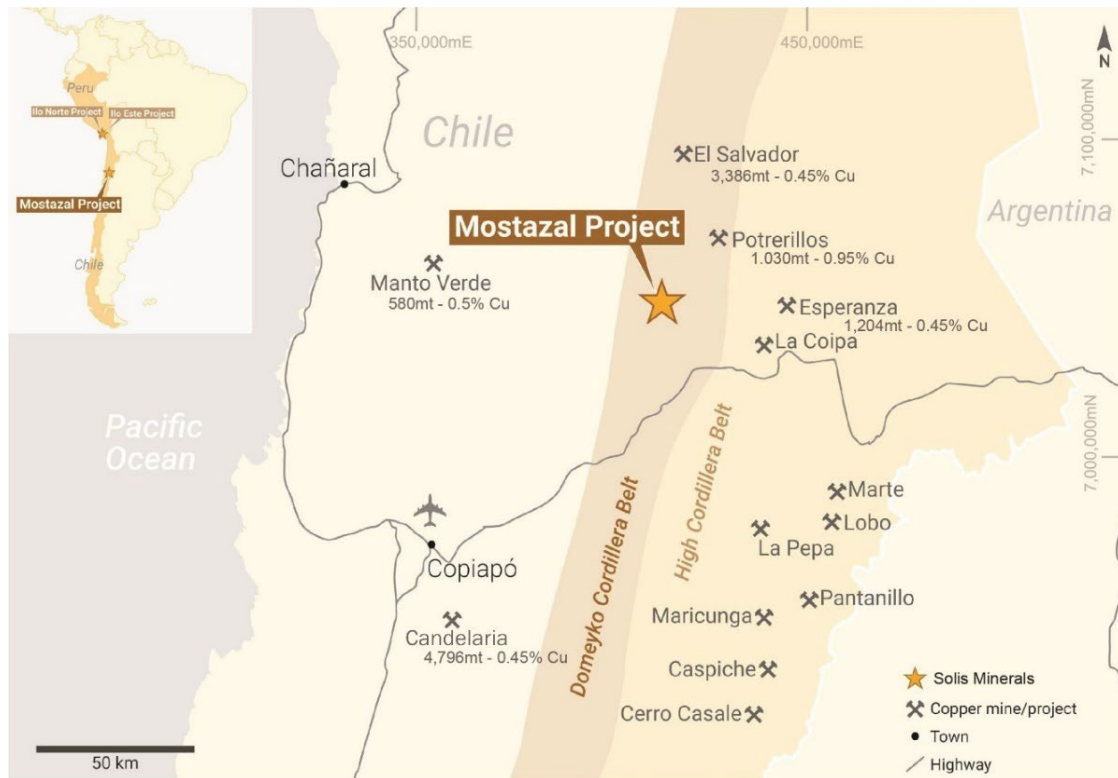 350,000mE
450,000mE
N
Peru
Ilo Norte Project
Ilo Este Project
Mostazal Project
Chile
Chile
7,100,000mN
El Salvador
3,386mt - 0.45% Cu
Chañaral
Argentina
Mostazal Project
Potrerillos
1.030mt - 0.95% Cu
Manto Verde
580mt - 0.5% Cu
Esperanza
1,204mt - 0.45% Cu
La Coipa
Pacific
Ocean
7,000,000mN
Domeyko Cordillera Belt
High Cordillera Belt
Marte
Lobo
La Pepa
Copiapó
Pantanillo
Maricunga
Candelaria
4,796mt - 0.45% Cu
Caspiche
Cerro Casale
Solis Minerals
Copper mine/project
Town
Highway
50 km